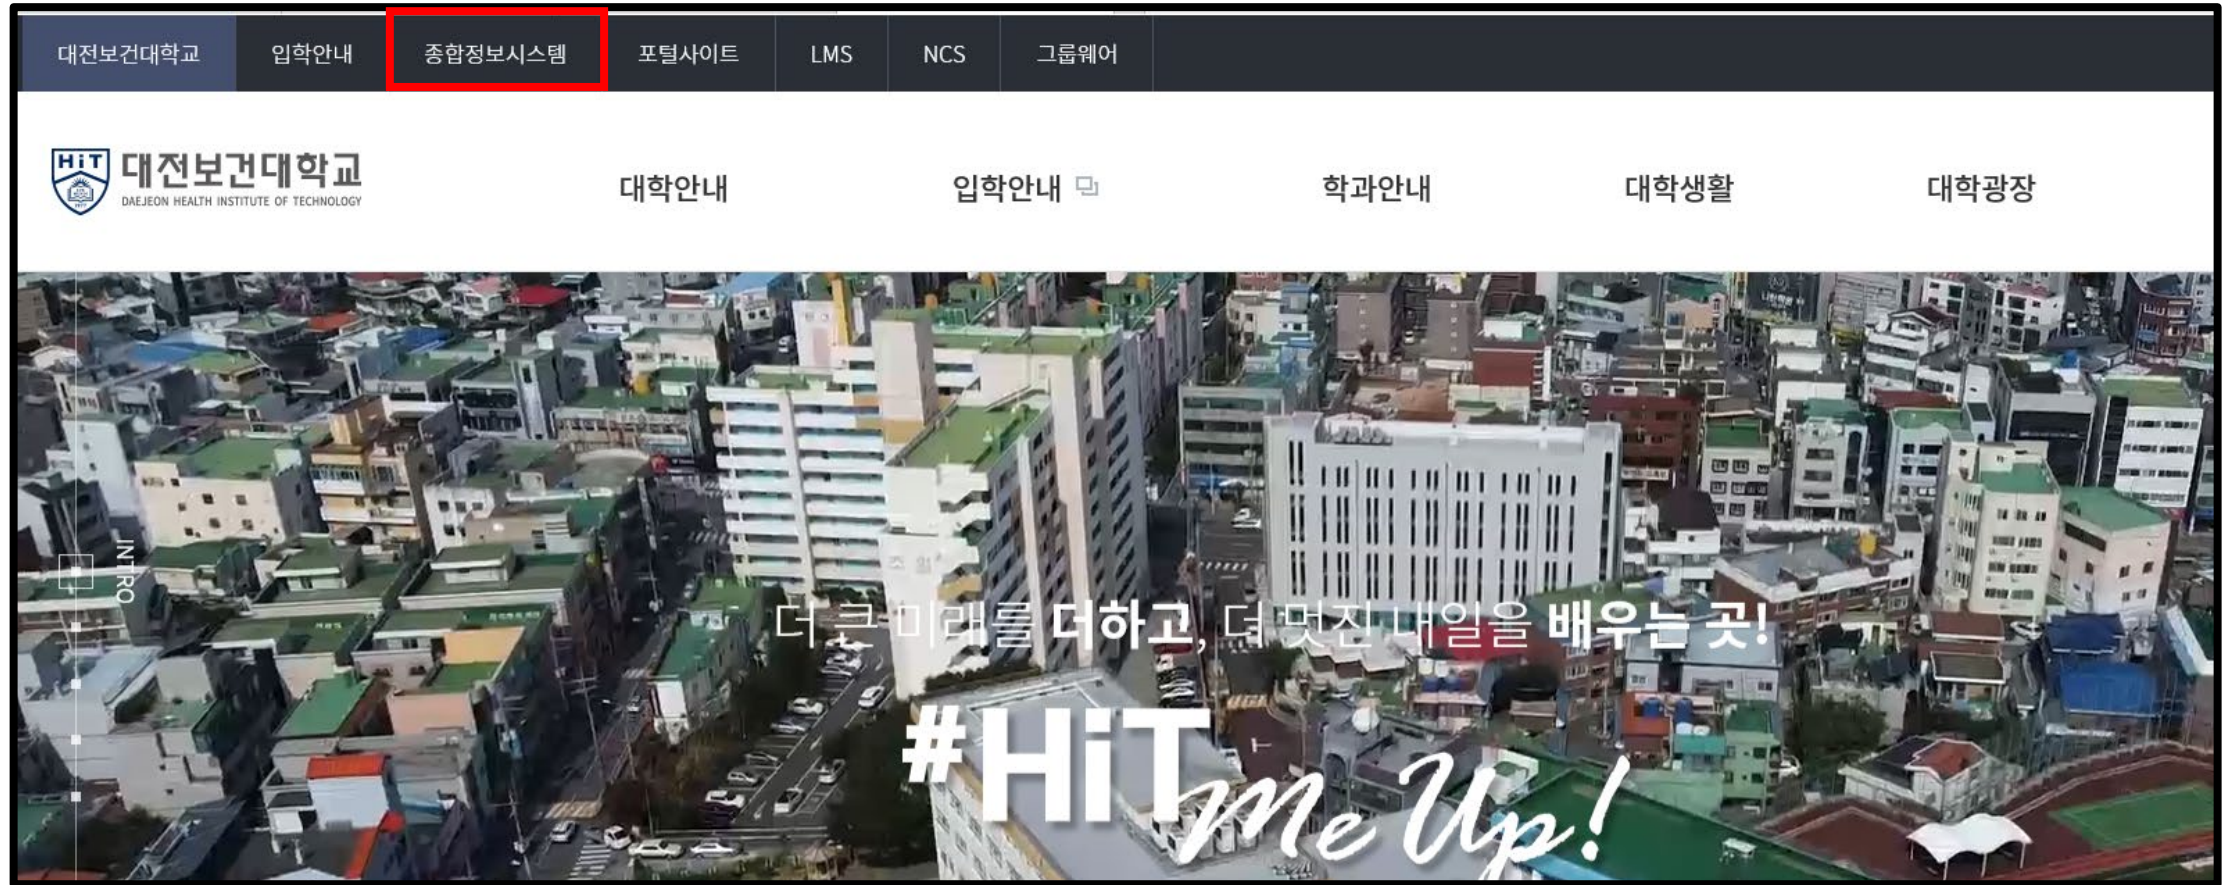 대전보건대학교 입학안내 종합정보시스템 포털사이트 LMS NCS 그룹웨어
HiT 대전보건대학교
DAEJEON HEALTH INSTITUTE OF TECHNOLOGY
대학안내 입학안내 학과안내 대학생활 대학광장
INTRO
더 큰 미래를 더하고, 더 멋진 내일을 배우는 곳!
#HiT
Me Up!